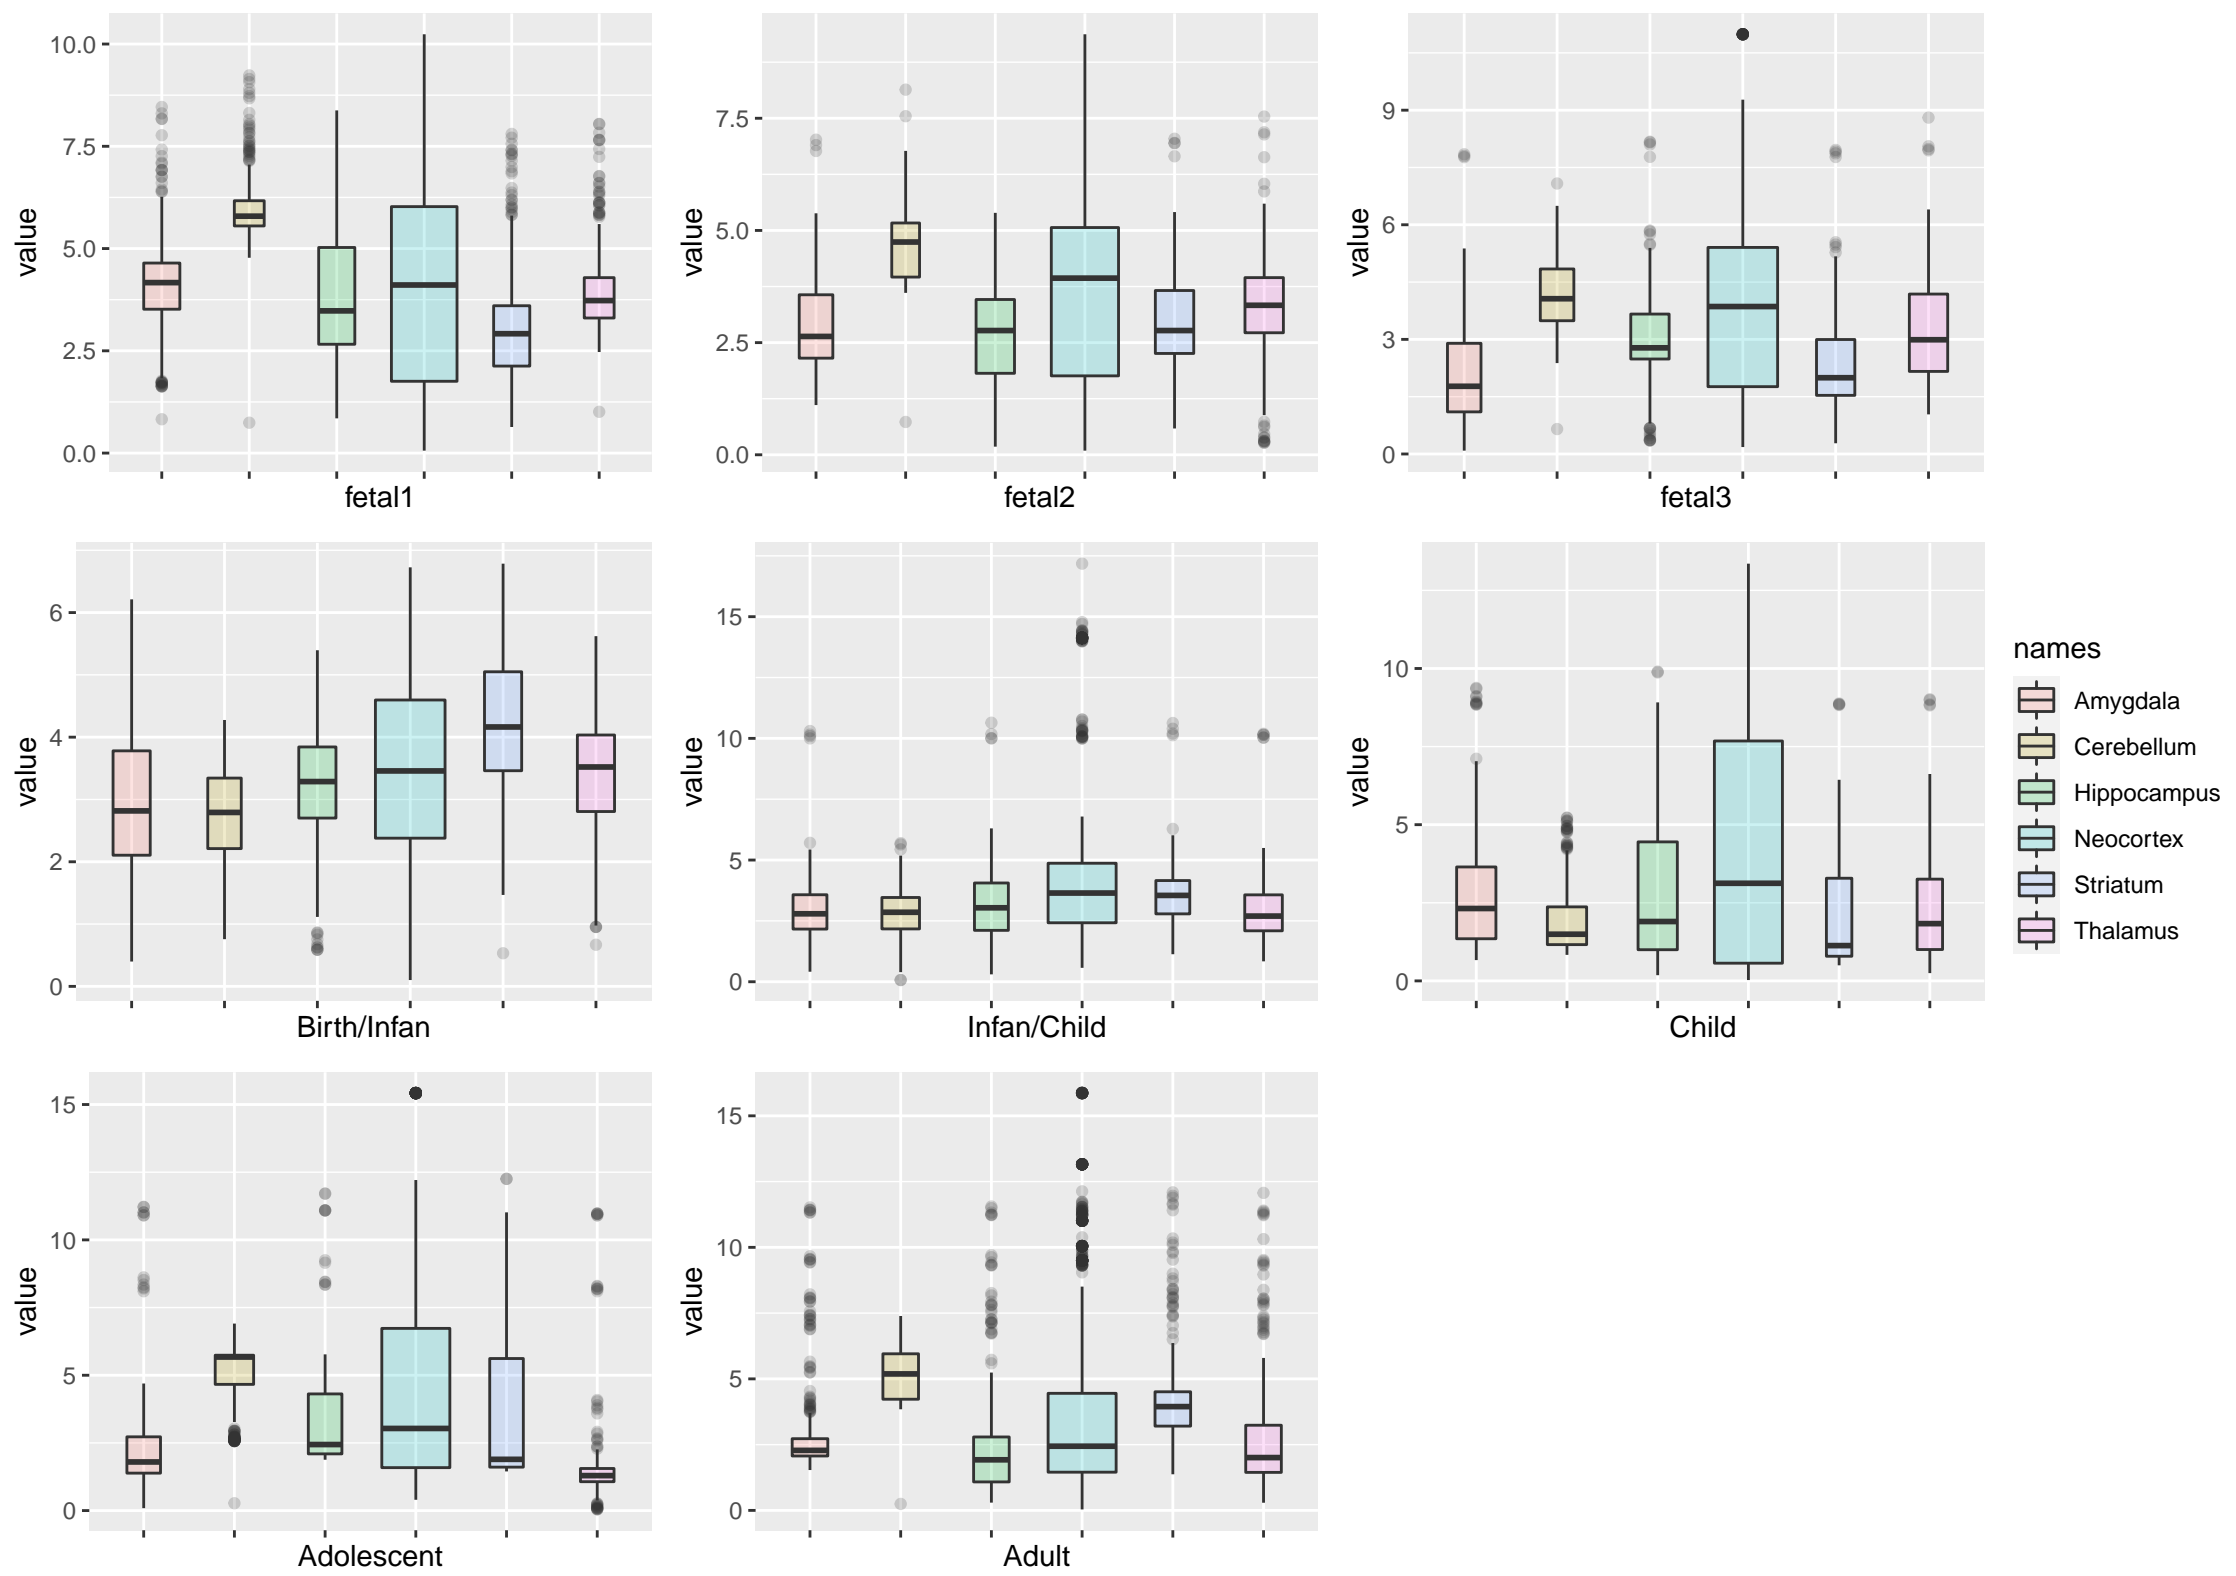 10.0
7.5
5.0
2.5
0.0
value
fetal1
7.5
5.0
2.5
0.0
value
fetal2
9
6
3
0
value
fetal3
6
4
2
0
value
Birth/Infan
15
10
5
0
value
Infan/Child
10
5
0
value
Child
names
Amygdala
Cerebellum
Hippocampus
Neocortex
Striatum
Thalamus
15
10
5
0
value
Adolescent
15
10
5
0
value
Adult